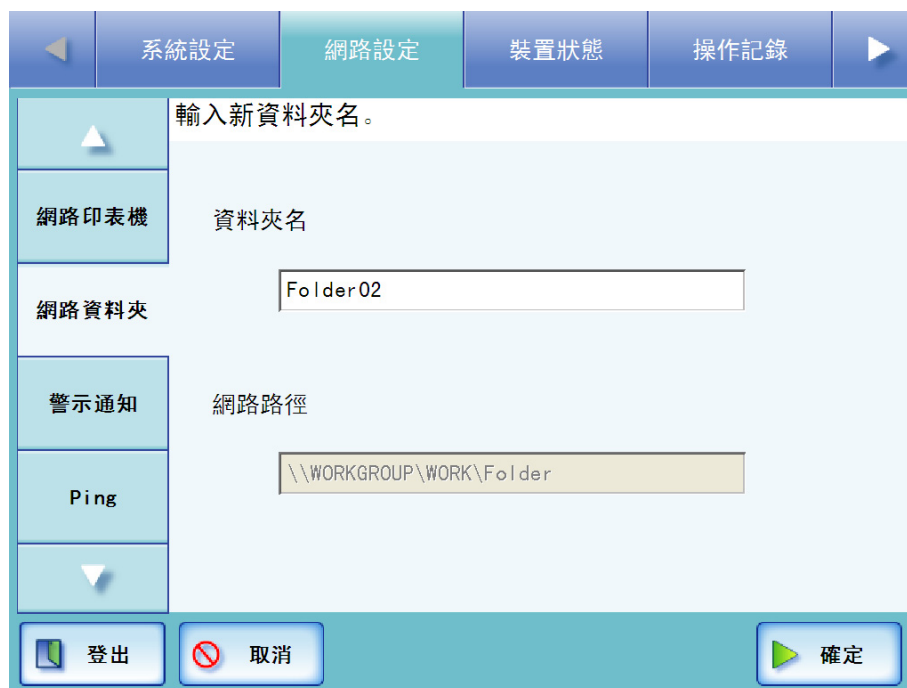 系統設定
網路設定
裝置狀態
操作記錄
輸入新資料夾名。
網路印表機
網路資料夾
警示通知
Ping
資料夾名
Folder02
網路路徑
\\WORKGROUP\WORK\Folder
登出
取消
確定